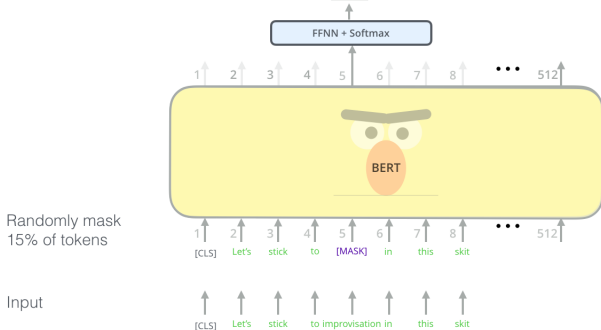 FFNN + Softmax
1 2 3 4 5 6 7 8 ••• 512
BERT
Randomly mask
15% of tokens
1 2 3 4 5 6 7 8 ••• 512
[CLS] Let's stick to [MASK] in this skit
Input
[CLS] Let's stick to improvisation in this skit